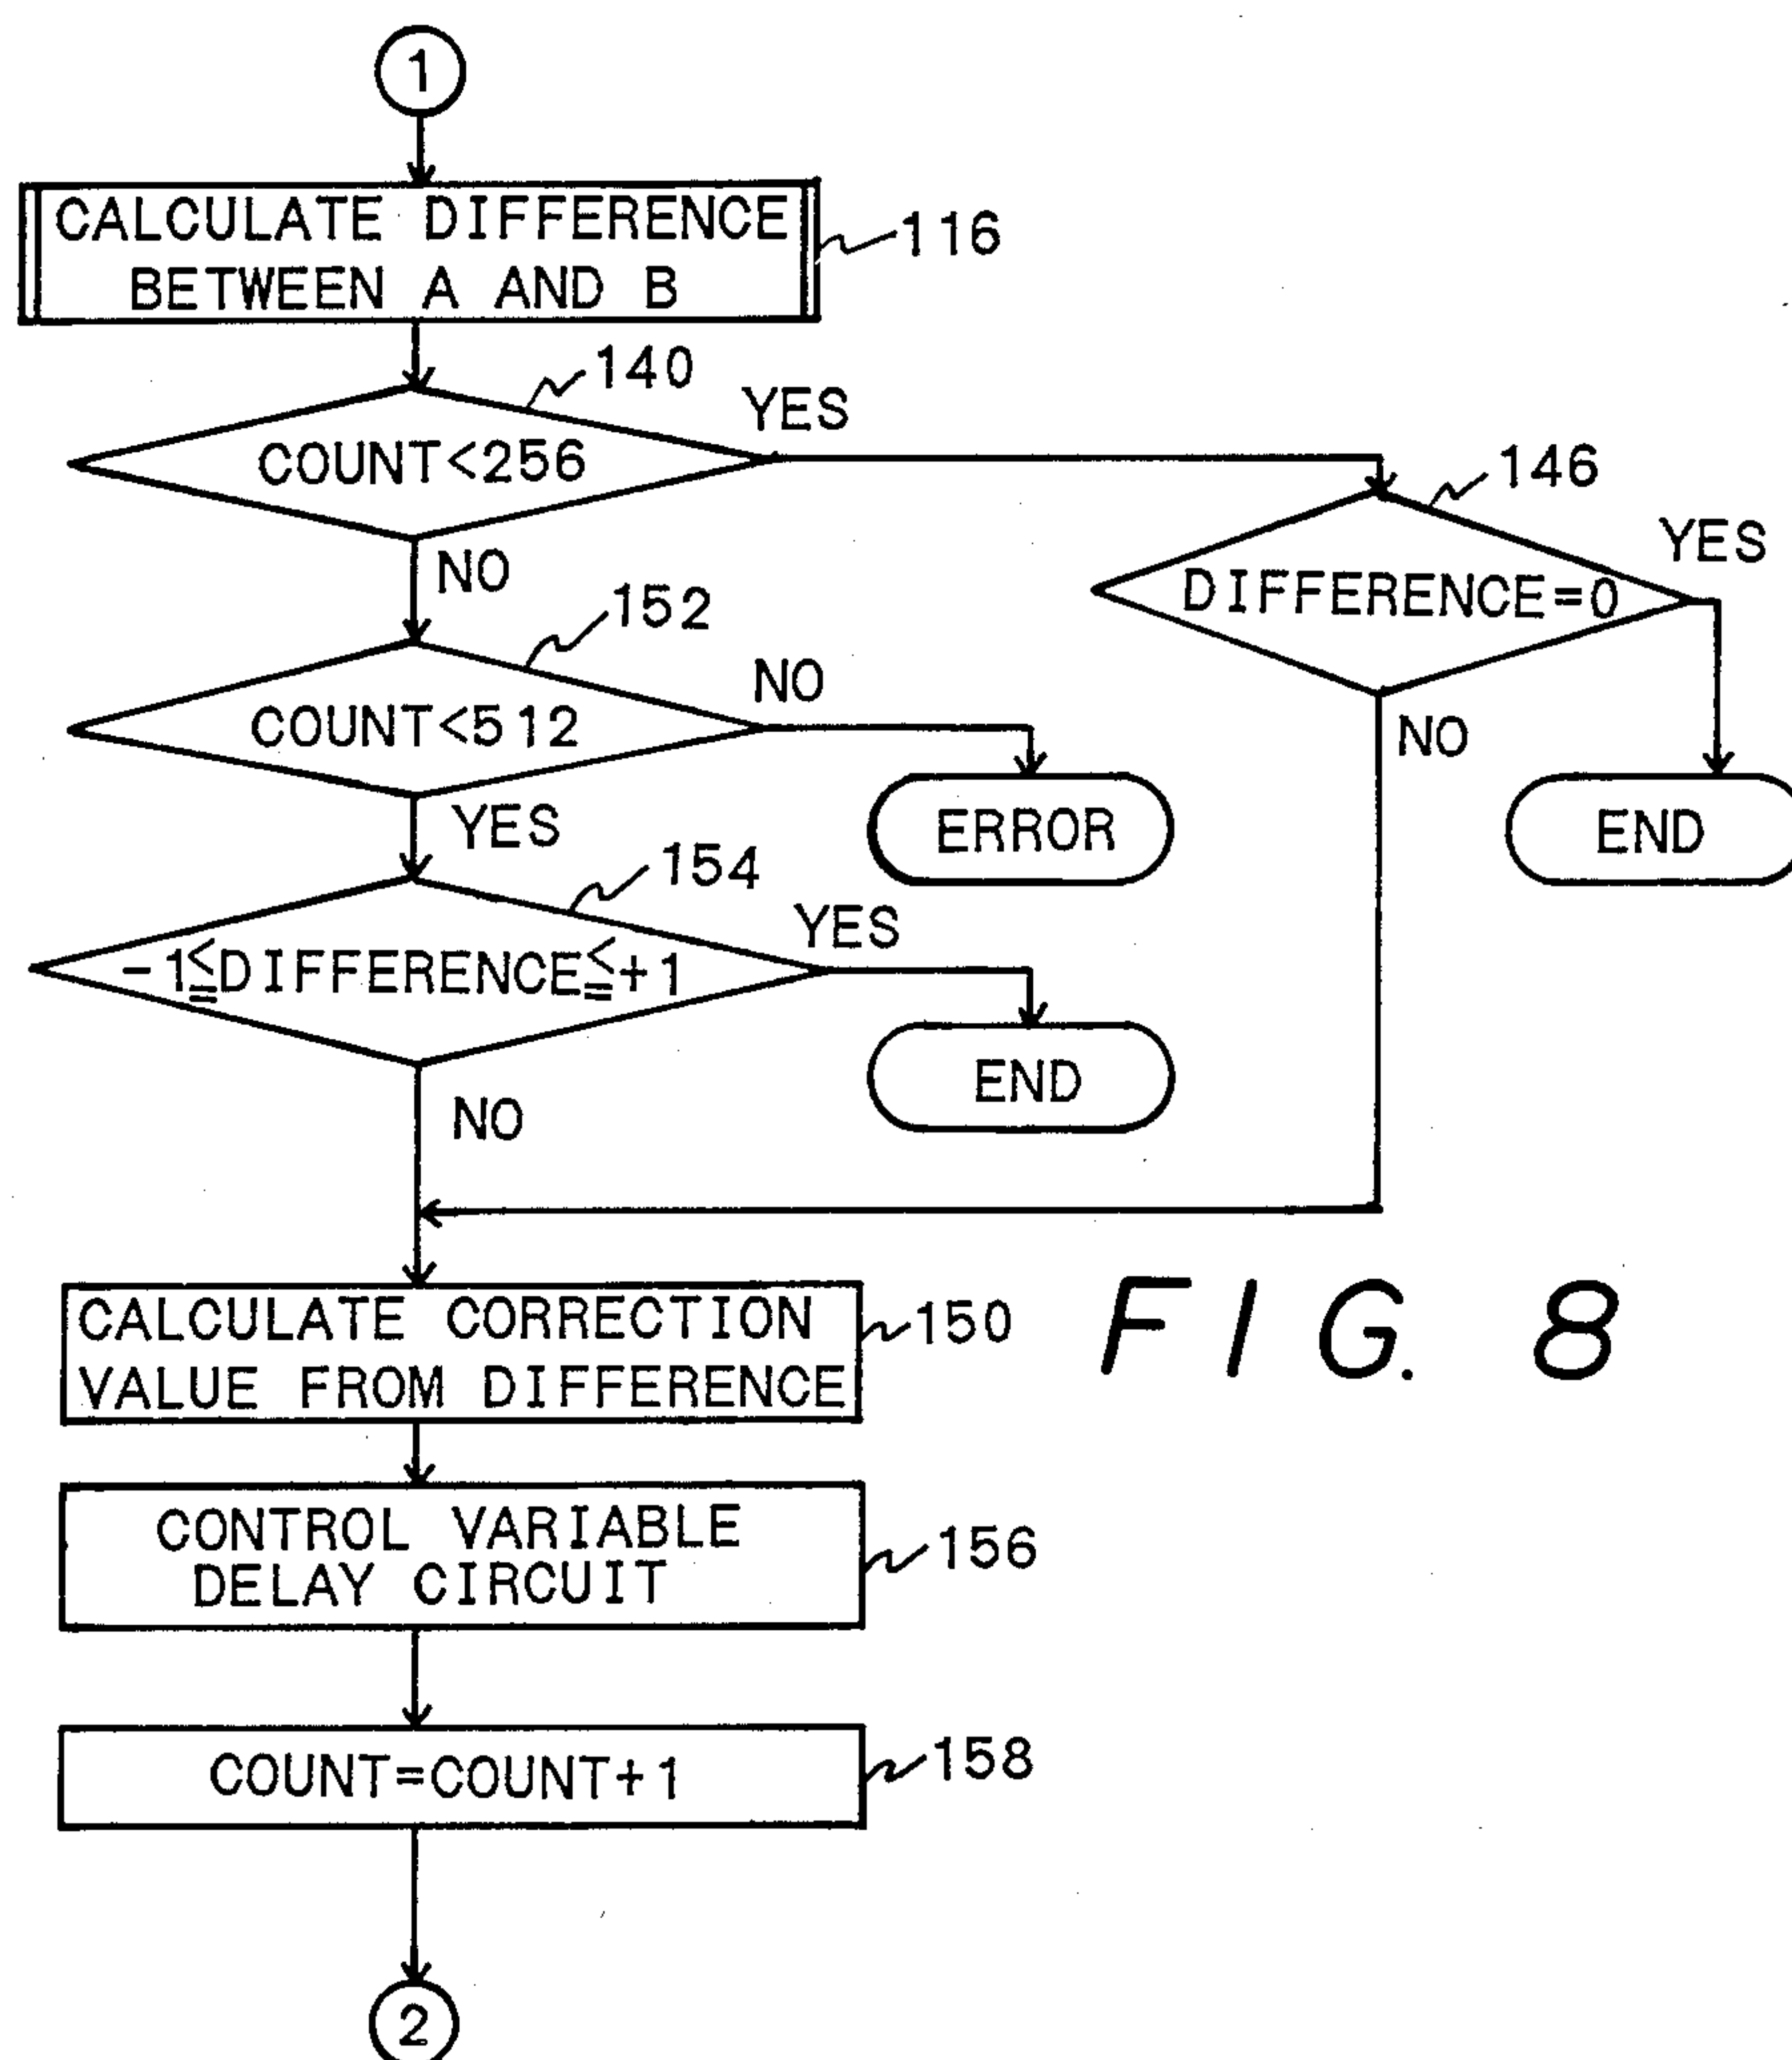 1
CALCULATE DIFFERENCE
BETWEEN A AND B
116
140
YES
COUNT<256
146
YES
NO
DIFFERENCE=0
152
NO
COUNT<512
NO
ERROR
END
YES
154
YES
-1≦DIFFERENCE≦+1
END
NO
CALCULATE CORRECTION
VALUE FROM DIFFERENCE
150
FIG. 8
CONTROL VARIABLE
DELAY CIRCUIT
156
COUNT=COUNT+1
158
2